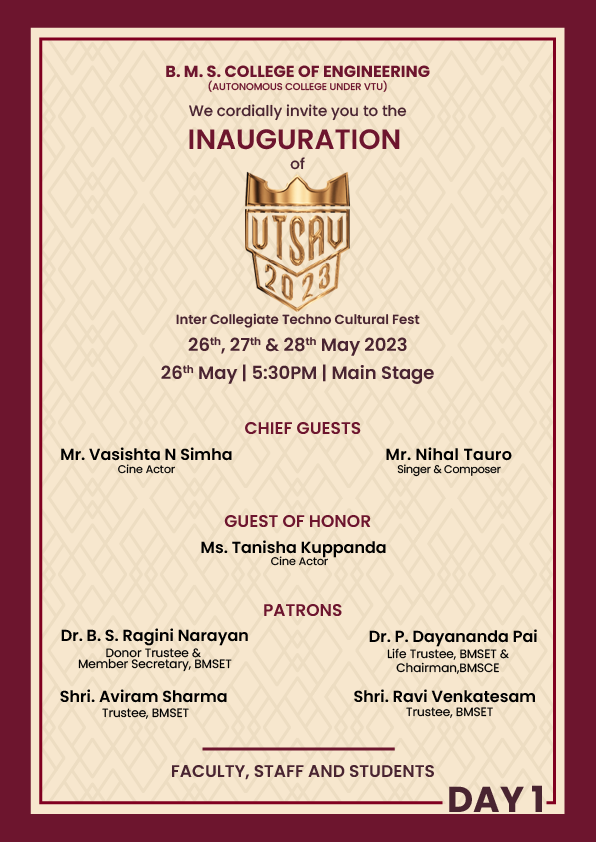 B. M. S. COLLEGE OF ENGINEERING
(AUTONOMOUS COLLEGE UNDER VTU)
We cordially invite you to the
INAUGURATION
of
UTSAV
2023
Inter Collegiate Techno Cultural Fest
26th, 27th & 28th May 2023
26th May | 5:30PM | Main Stage
CHIEF GUESTS
Mr. Vasishta N Simha
Cine Actor
Mr. Nihal Tauro
Singer & Composer
GUEST OF HONOR
Ms. Tanisha Kuppanda
Cine Actor
PATRONS
Dr. B. S. Ragini Narayan
Donor Trustee &
Member Secretary, BMSET
Dr. P. Dayananda Pai
Life Trustee, BMSET &
Chairman,BMSCE
Shri. Aviram Sharma
Trustee, BMSET
Shri. Ravi Venkatesam
Trustee, BMSET
FACULTY, STAFF AND STUDENTS
DAY 1